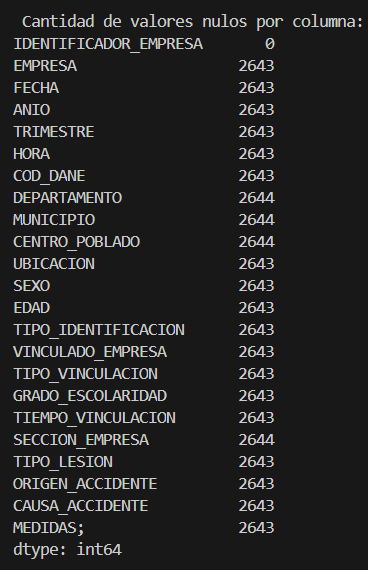 Cantidad de valores nulos por columna:
IDENTIFICADOR_EMPRESA 0
EMPRESA 2643
FECHA 2643
ANIO 2643
TRIMESTRE 2643
HORA 2643
COD_DANE 2643
DEPARTAMENTO 2644
MUNICIPIO 2644
CENTRO_POBLADO 2644
UBICACION 2643
SEXO 2643
EDAD 2643
TIPO_IDENTIFICACION 2643
VINCULADO_EMPRESA 2643
TIPO_VINCULACION 2643
GRADO_ESCOLARIDAD 2643
TIEMPO_VINCULACION 2643
SECCION_EMPRESA 2644
TIPO_LESION 2643
ORIGEN_ACCIDENTE 2643
CAUSA_ACCIDENTE 2643
MEDIDAS; 2643
dtype: int64